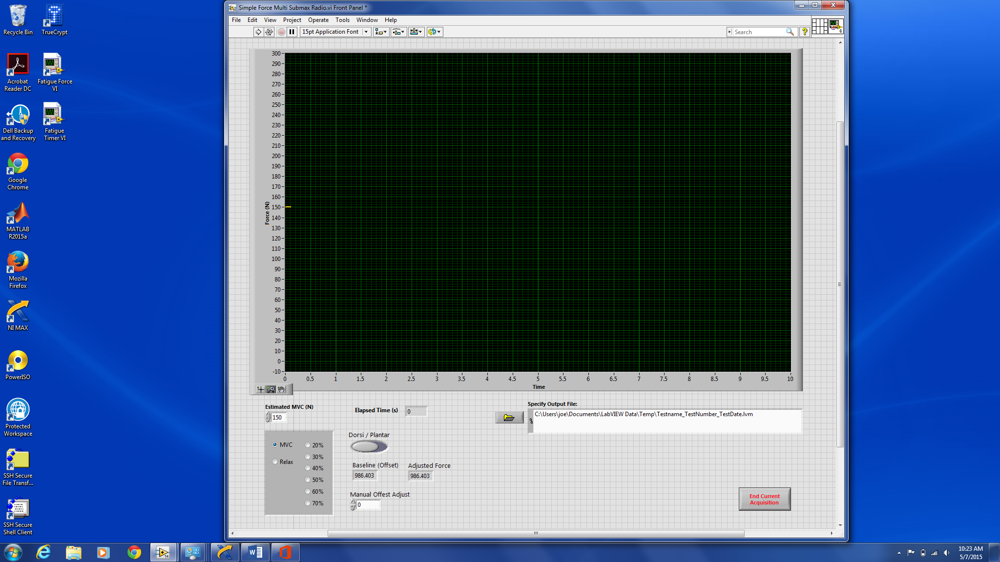 Recycle Bin
TrueCrypt
Acrobat
Reader DC
Fatigue Force
VI
Dell Backup
and Recovery
Fatigue
Timer VI
Google
Chrome
MATLAB
R2015a
Mozilla
Firefox
NI MAX
PowerISO
Protected
Workspace
SSH Secure
File Transf...
SSH Secure
Shell Client
Simple Force Multi Submax Radio.vi Front Panel *
File Edit View Project Operate Tools Window Help
15pt Application Font
Search
?
6
300
290
280
270
260
250
240
230
220
210
200
190
180
170
160
150
140
130
120
110
100
90
80
70
60
50
40
30
20
10
0
-10
Force (N)
0 0.5 1 1.5 2 2.5 3 3.5 4 4.5 5 5.5 6 6.5 7 7.5 8 8.5 9 9.5 10
Time
Estimated MVC (N)
150
MVC
Relax
20%
30%
40%
50%
60%
70%
Elapsed Time (s) 0
Dorsi / Plantar
Baseline (Offset) Adjusted Force
986.403 986.403
Manual Offest Adjust
0
Specify Output File:
C:\Users\joe\Documents\LabVIEW Data\Temp\Testname_TestNumber_TestDate.lvm
End Current
Acquisition
14
10:23 AM
5/7/2015